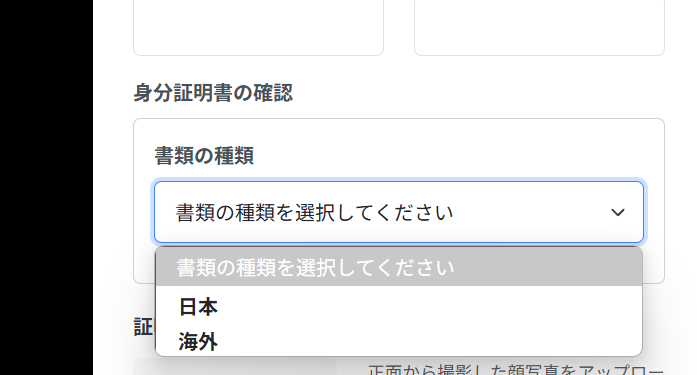 身分証明書の確認
書類の種類
書類の種類を選択してください
書類の種類を選択してください
日本
海外
証
正面から撮影した顔写真をアップロー